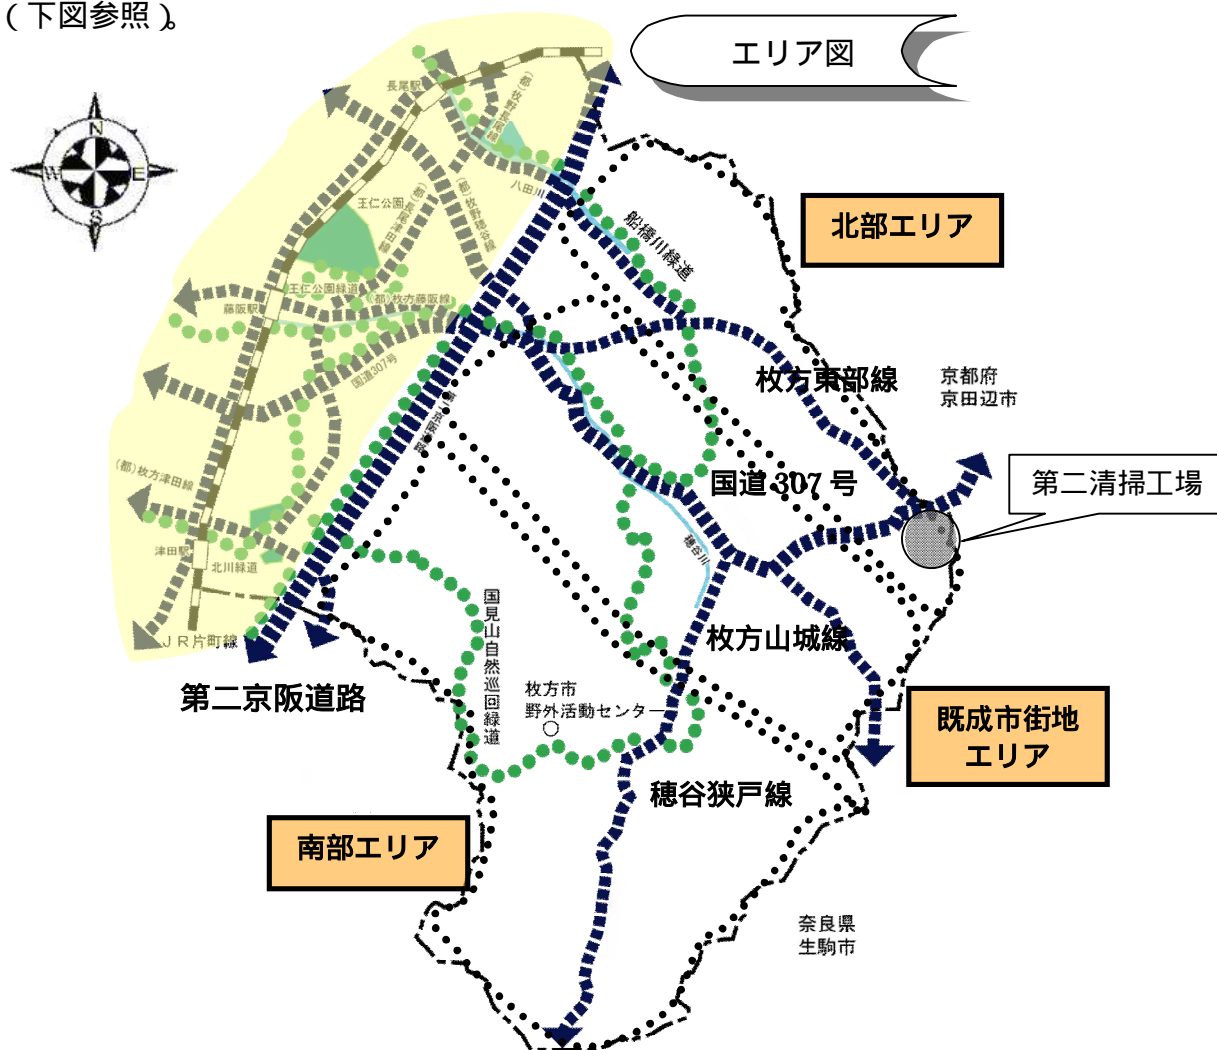 (下図参照)。
エリア図
N
W
E
S
長尾駅
(都)枚野長尾線
八田川
王仁公園
(都)長尾津田線
(都)牧野穂谷線
船橋川緑道
北部エリア
王仁公園緑道
(都)枚方藤阪線
藤阪駅
国道307号
枚方東部線
京都府
京田辺市
(都)枚方津田線
国道307号
第二清掃工場
津田駅
北川緑道
穂谷川
JR片町線
国見山自然巡回緑道
枚方山城線
第二京阪道路
枚方市
野外活動センター
既成市街地
エリア
穂谷狭戸線
南部エリア
奈良県
生駒市